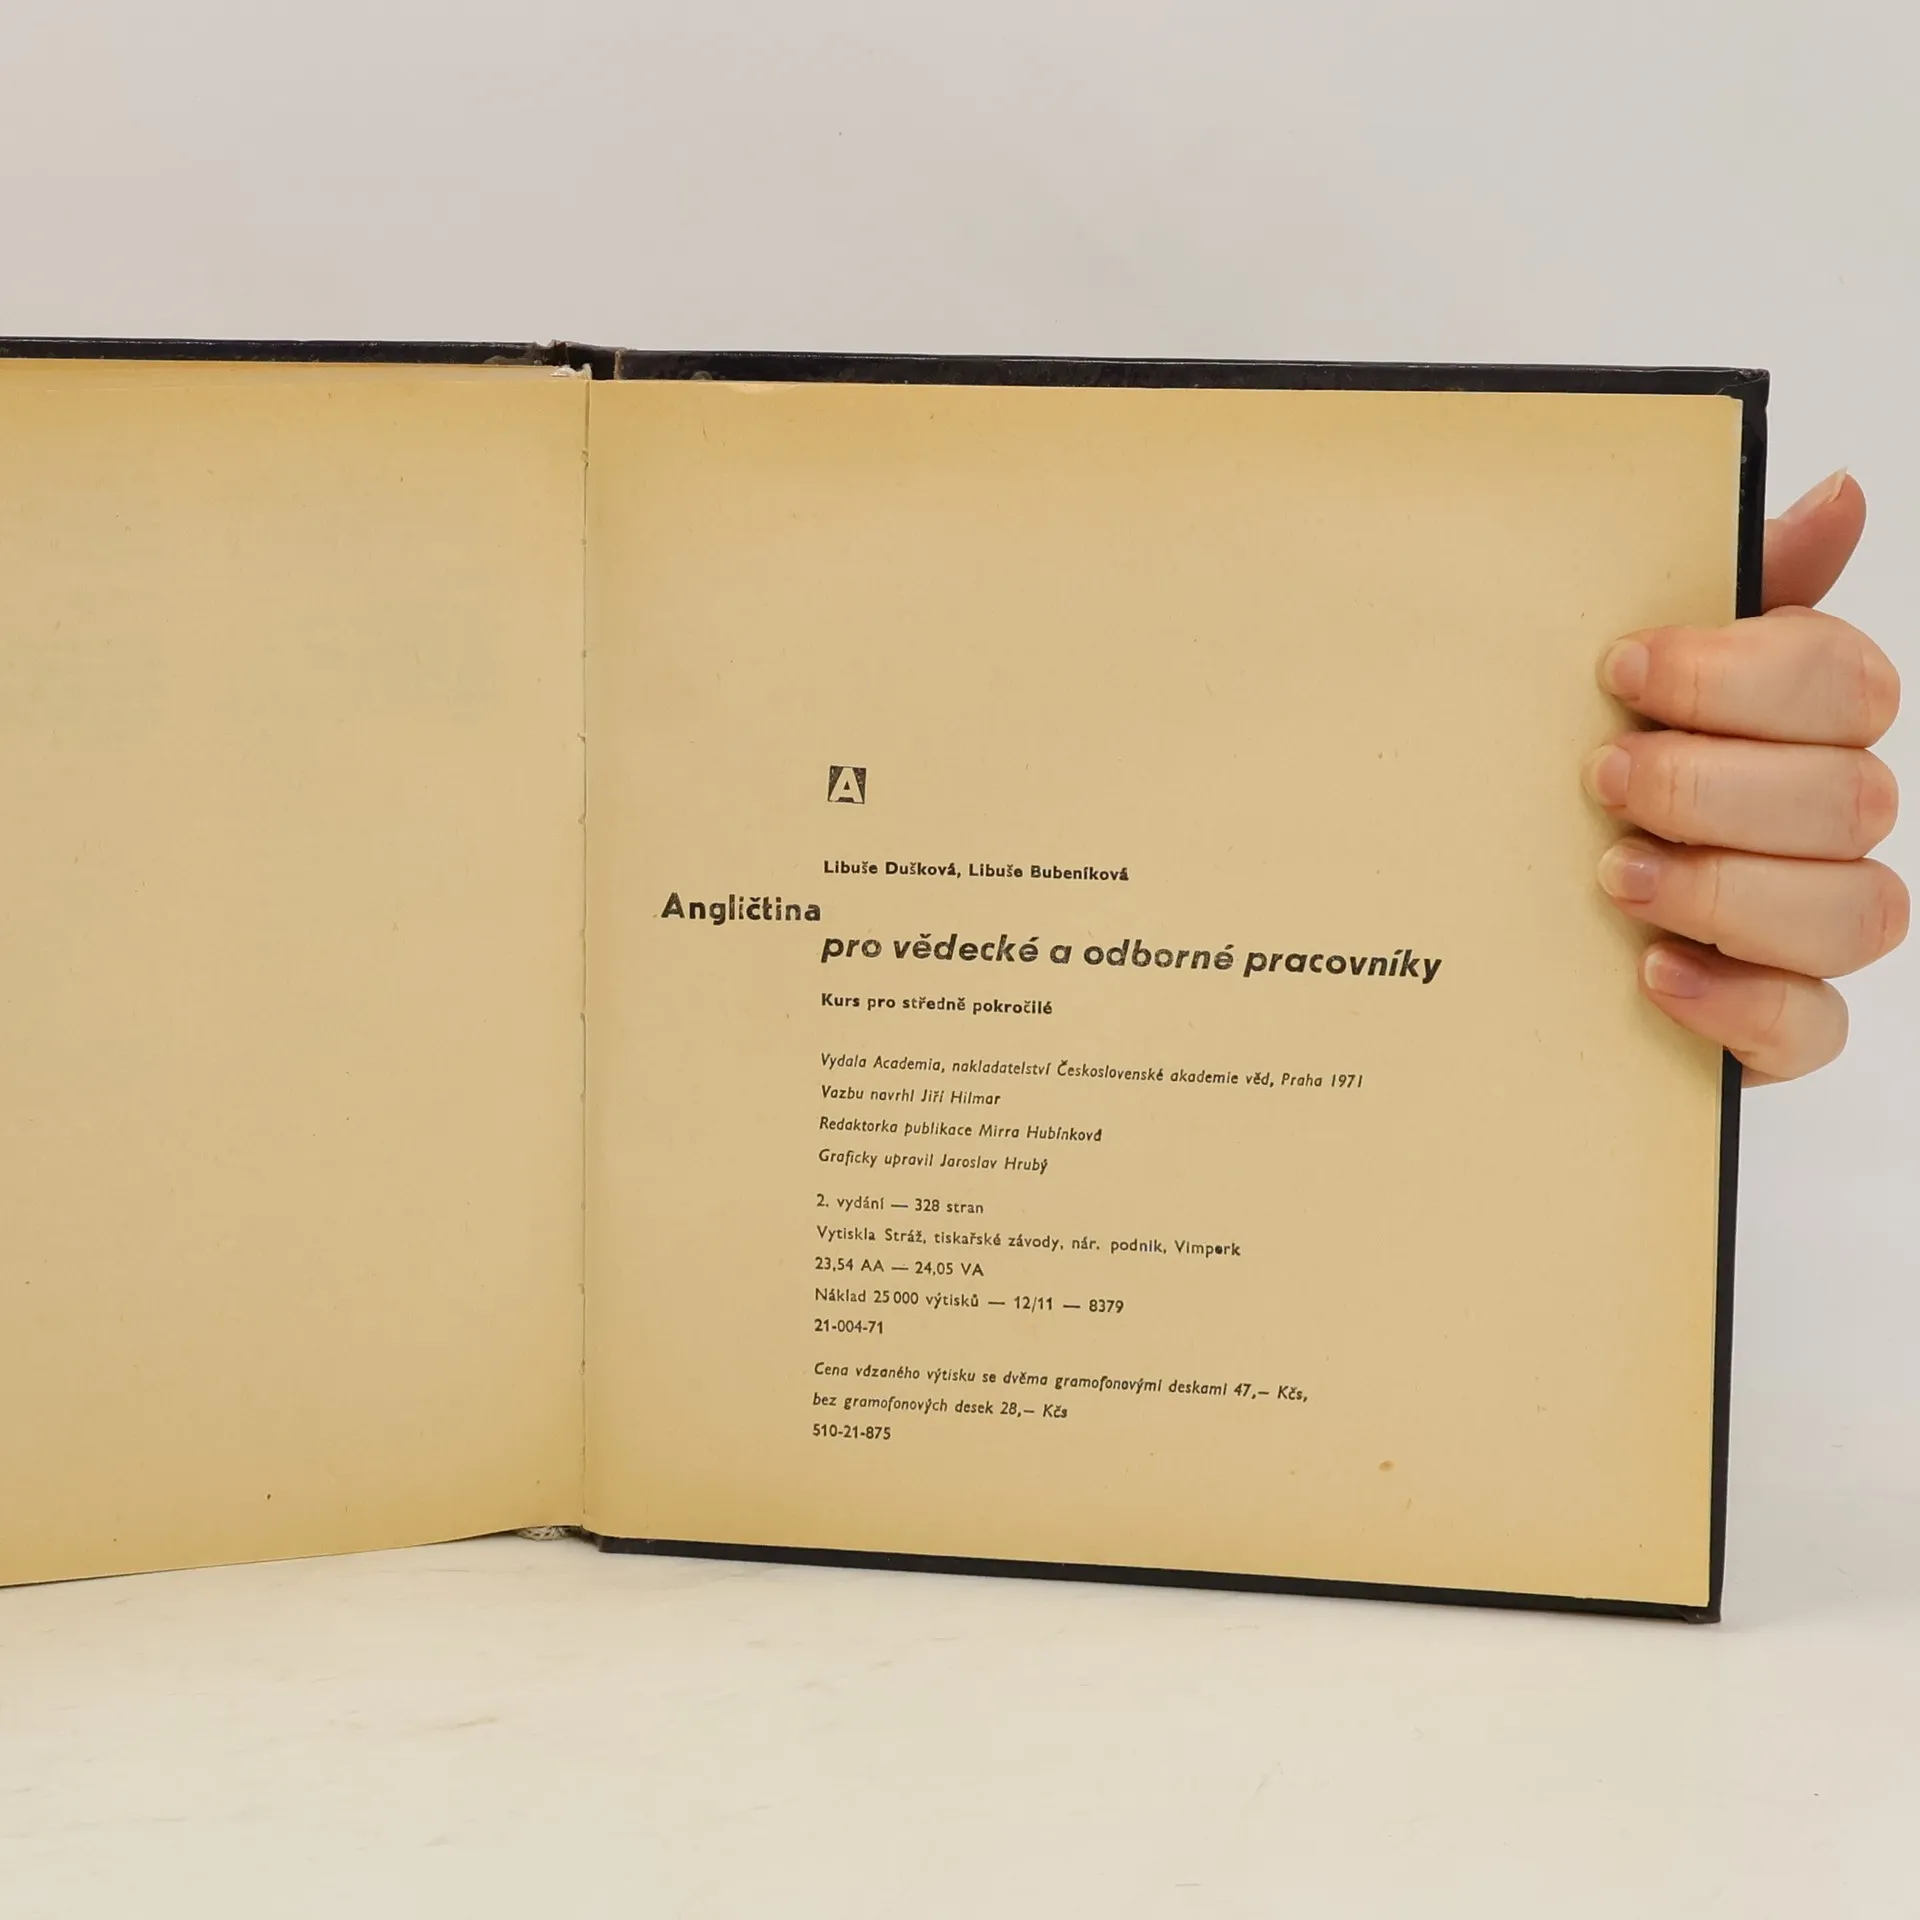 A
Libuše Dušková, Libuše Bubeníková
Angličtina
pro vědecké a odborné pracovníky
Kurs pro středně pokročilé
Vydala Academia, nakladatelství Československé akademie věd, Praha 1971
Vazbu navrhl Jiří Hilmar
Redaktorka publikace Mirra Hubínková
Graficky upravil Jaroslav Hrubý
2. vydání — 328 stran
Vytiskla Stráž, tiskařské závody, nár. podnik, Vimperk
23,54 AA — 24,05 VA
Náklad 25 000 výtisků — 12/11 — 8379
21-004-71
Cena vázaného výtisku se dvěma gramofonovými deskami 47,— Kčs,
bez gramofonových desek 28,— Kčs
510-21-875